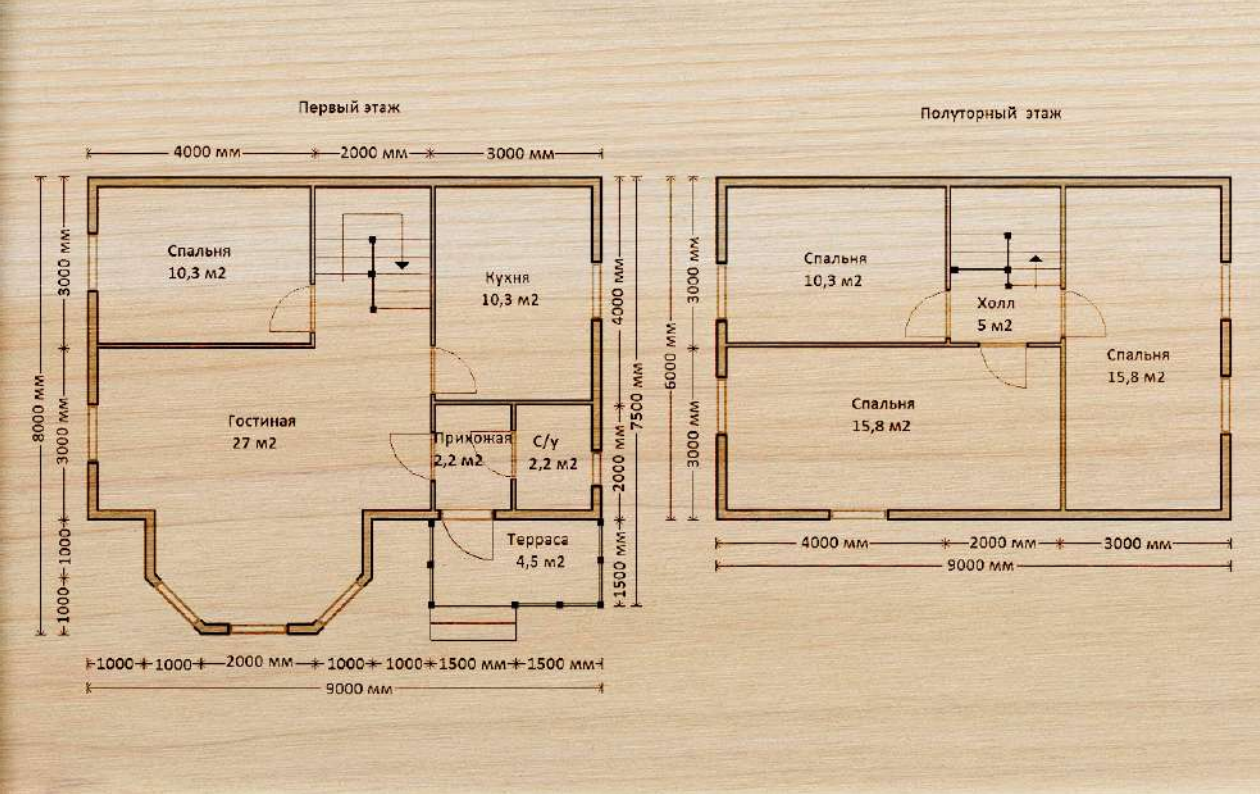 Первый этаж
4000 мм
2000 мм
3000 мм
Спальня
10,3 м2
Кухня
10,3 м2
3000 мм
4000 мм
8000 мм
7500 мм
Гостиная
27 м2
3000 мм
Прихожая
2,2 м2
С/у
2,2 м2
2000 мм
Терраса
4,5 м2
1000
1000
1500 мм
1000
1000
2000 мм
1000
1000
1500 мм
1500 мм
9000 мм
Полуторный этаж
Спальня
10,3 м2
Холл
5 м2
Спальня
15,8 м2
Спальня
15,8 м2
3000 мм
6000 мм
3000 мм
4000 мм
2000 мм
3000 мм
9000 мм